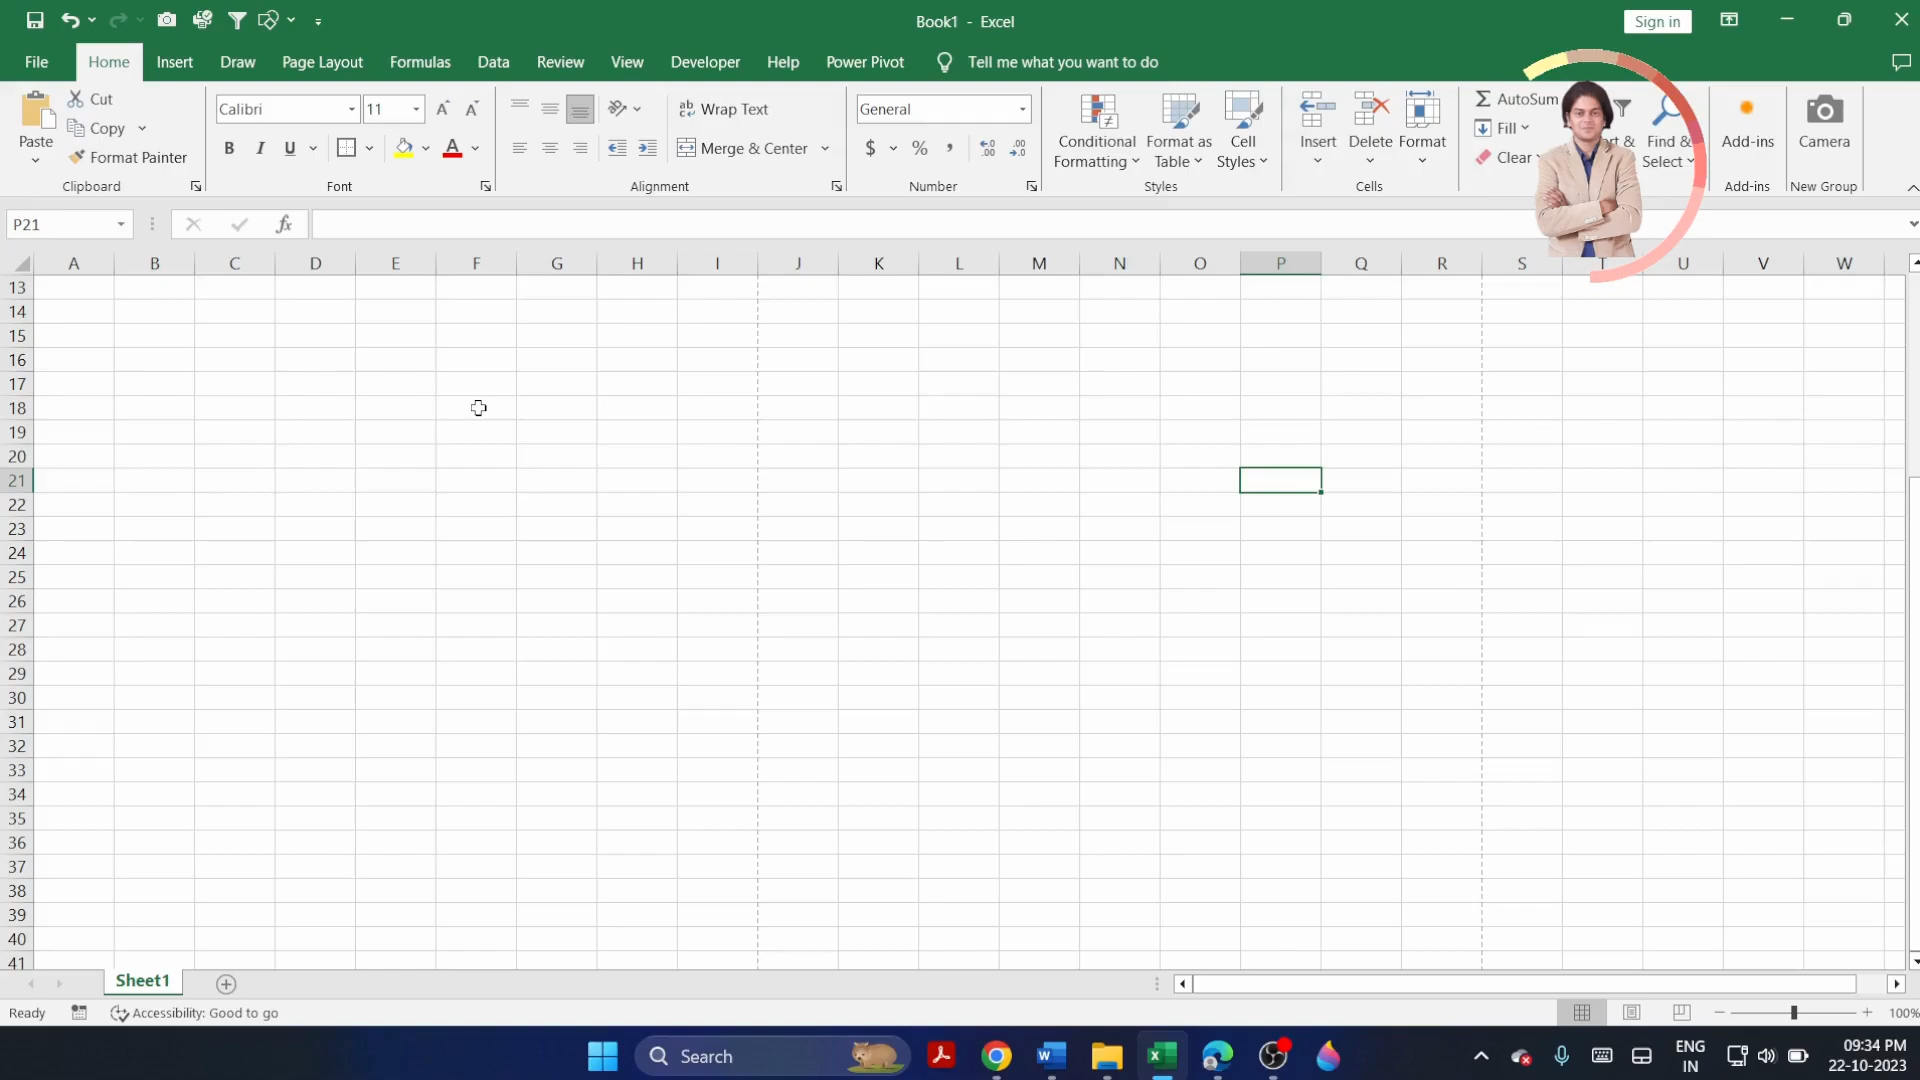 Book1 - Excel
Sign in
File Home Insert Draw Page Layout Formulas Data Review View Developer Help Power Pivot Tell me what you want to do
Paste
Cut
Copy
Format Painter
Clipboard
Calibri 11
B I U
Font
Wrap Text
Merge & Center
Alignment
General
$ % ,
Number
Conditional Formatting
Format as Table
Cell Styles
Styles
Insert
Delete
Format
Cells
AutoSum
Fill
Clear
Find & Select
Add-ins
Add-ins
Camera
New Group
P21
fx
A B C D E F G H I J K L M N O P Q R S T U V W
13
14
15
16
17
18
19
20
21
22
23
24
25
26
27
28
29
30
31
32
33
34
35
36
37
38
39
40
41
Sheet1
Ready
Accessibility: Good to go
100%
Search
ENG
IN
09:34 PM
22-10-2023